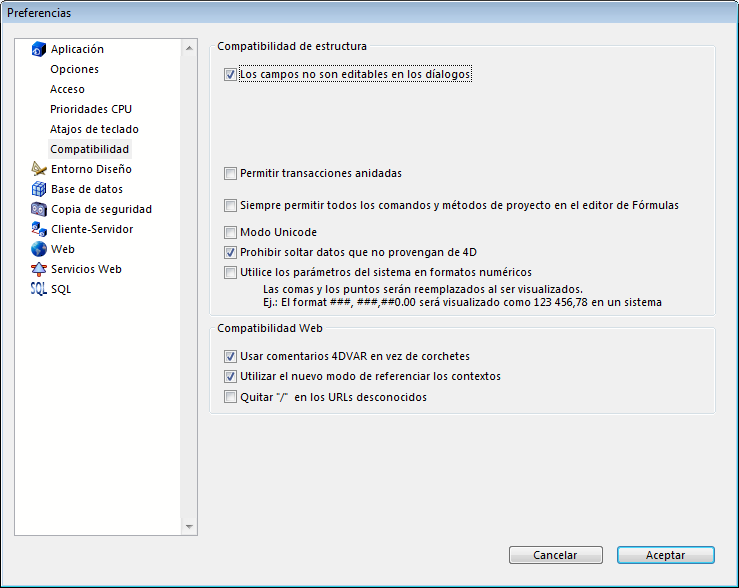 Preferencias
Aplicación
Opciones
Acceso
Prioridades CPU
Atajos de teclado
Compatibilidad
Entorno Diseño
Base de datos
Copia de seguridad
Cliente-Servidor
Web
Servicios Web
SQL SQL
Compatibilidad de estructura
Los campos no son editables en los díalogos
Permitir transacciones anidadas
Siempre permitir todos los comandos y métodos de proyecto en el editor de Fórmulas
Modo Unicode
Prohibir soltar datos que no provengan de 4D
Utilice los parámetros del sistema en formatos numéricos
Las comas y los puntos serán reemplazados al ser visualizados.
Ej.: El format ###, ###,##0.00 será visualizado como 123 456,78 en un sistema
Compatibilidad Web
Usar comentarios 4DVAR en vez de corchetes
Utilizar el nuevo modo de referenciar los contextos
Quitar "/" en los URLs desconocidos
Cancelar
Aceptar